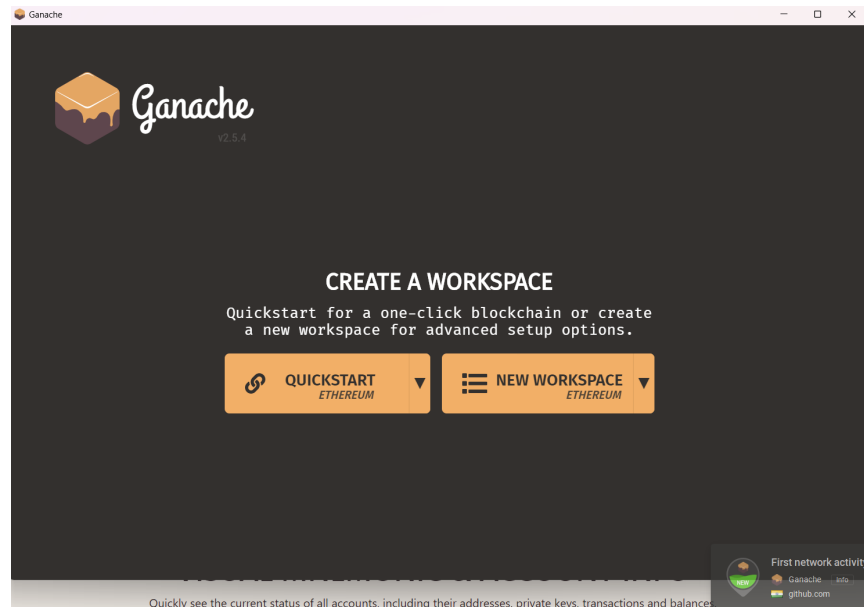 Ganache
Ganache
v2.5.4
CREATE A WORKSPACE
Quickstart for a one-click blockchain or create
a new workspace for advanced setup options.
QUICKSTART
ETHEREUM
NEW WORKSPACE
ETHEREUM
First network activity
NEW
Ganache Info
github.com
Quickly see the current status of all accounts, including their addresses, private keys, transactions and balances.